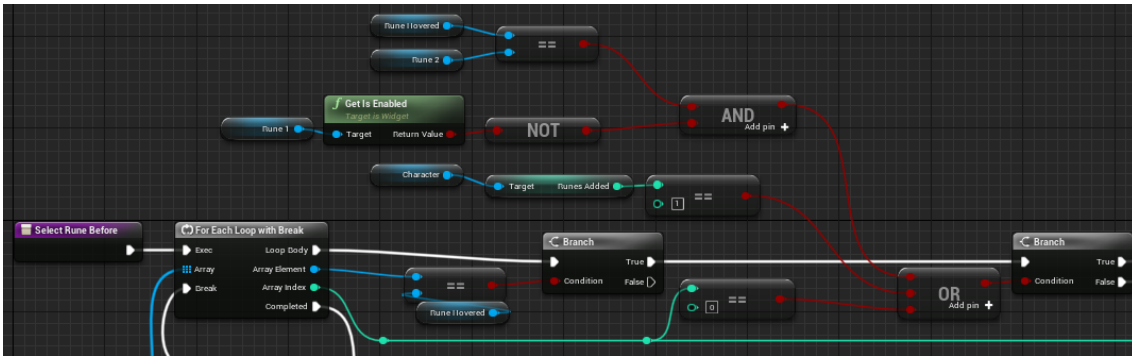 Rune Hovered
==
Rune 2
Get Is Enabled
Target is Widget
Rune 1
Target
Return Value
NOT
AND
Add pin
Character
Target
Runes Added
1
==
Select Rune Before
For Each Loop with Break
Exec
Loop Body
Array
Array Element
Break
Array Index
Completed
==
Rune Hovered
Branch
True
Condition
False
0
==
OR
Add pin
Branch
True
Condition
False